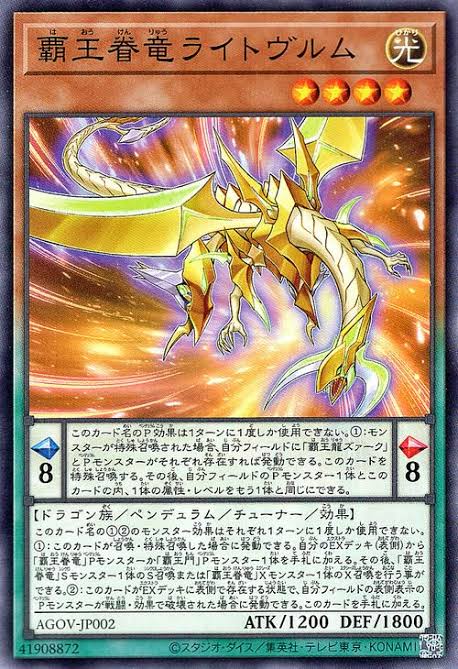 覇王眷竜ライトヴルム
光
このカード名のP効果は1ターンに1度しか使用できない。①:モン
スターが特殊召喚された場合、自分フィールドに「覇王龍ズァーク」
とPモンスターがそれぞれ存在すれば発動できる。このカードを
特殊召喚する。その後、自分フィールドのPモンスター1体とこの
カードの内、1体の属性・レベルをもう1体と同じにできる。
8
8
【ドラゴン族/ペンデュラム/チューナー/効果】
このカード名の①②のモンスター効果はそれぞれ1ターンに1度しか使用できない。
①:このカードが召喚・特殊召喚した場合に発動できる。自分のEXデッキ(表側)から
「覇王眷竜」Pモンスターか「覇王門」Pモンスター1体を手札に加える。その後、「覇王
眷竜」SモンスターIの1体のS召喚または「覇王眷竜」Xモンスター1体のX召喚を行う事が
できる。②:このカードがEXデッキに表側で存在する状態で、自分フィールドの表側表示の
Pモンスターが戦闘・効果で破壊された場合に発動できる。このカードを手札に加える。
AGOV-JP002
ATK/1200 DEF/1800
41908872
©スタジオ・ダイス/集英社・テレビ東京・KONAMI